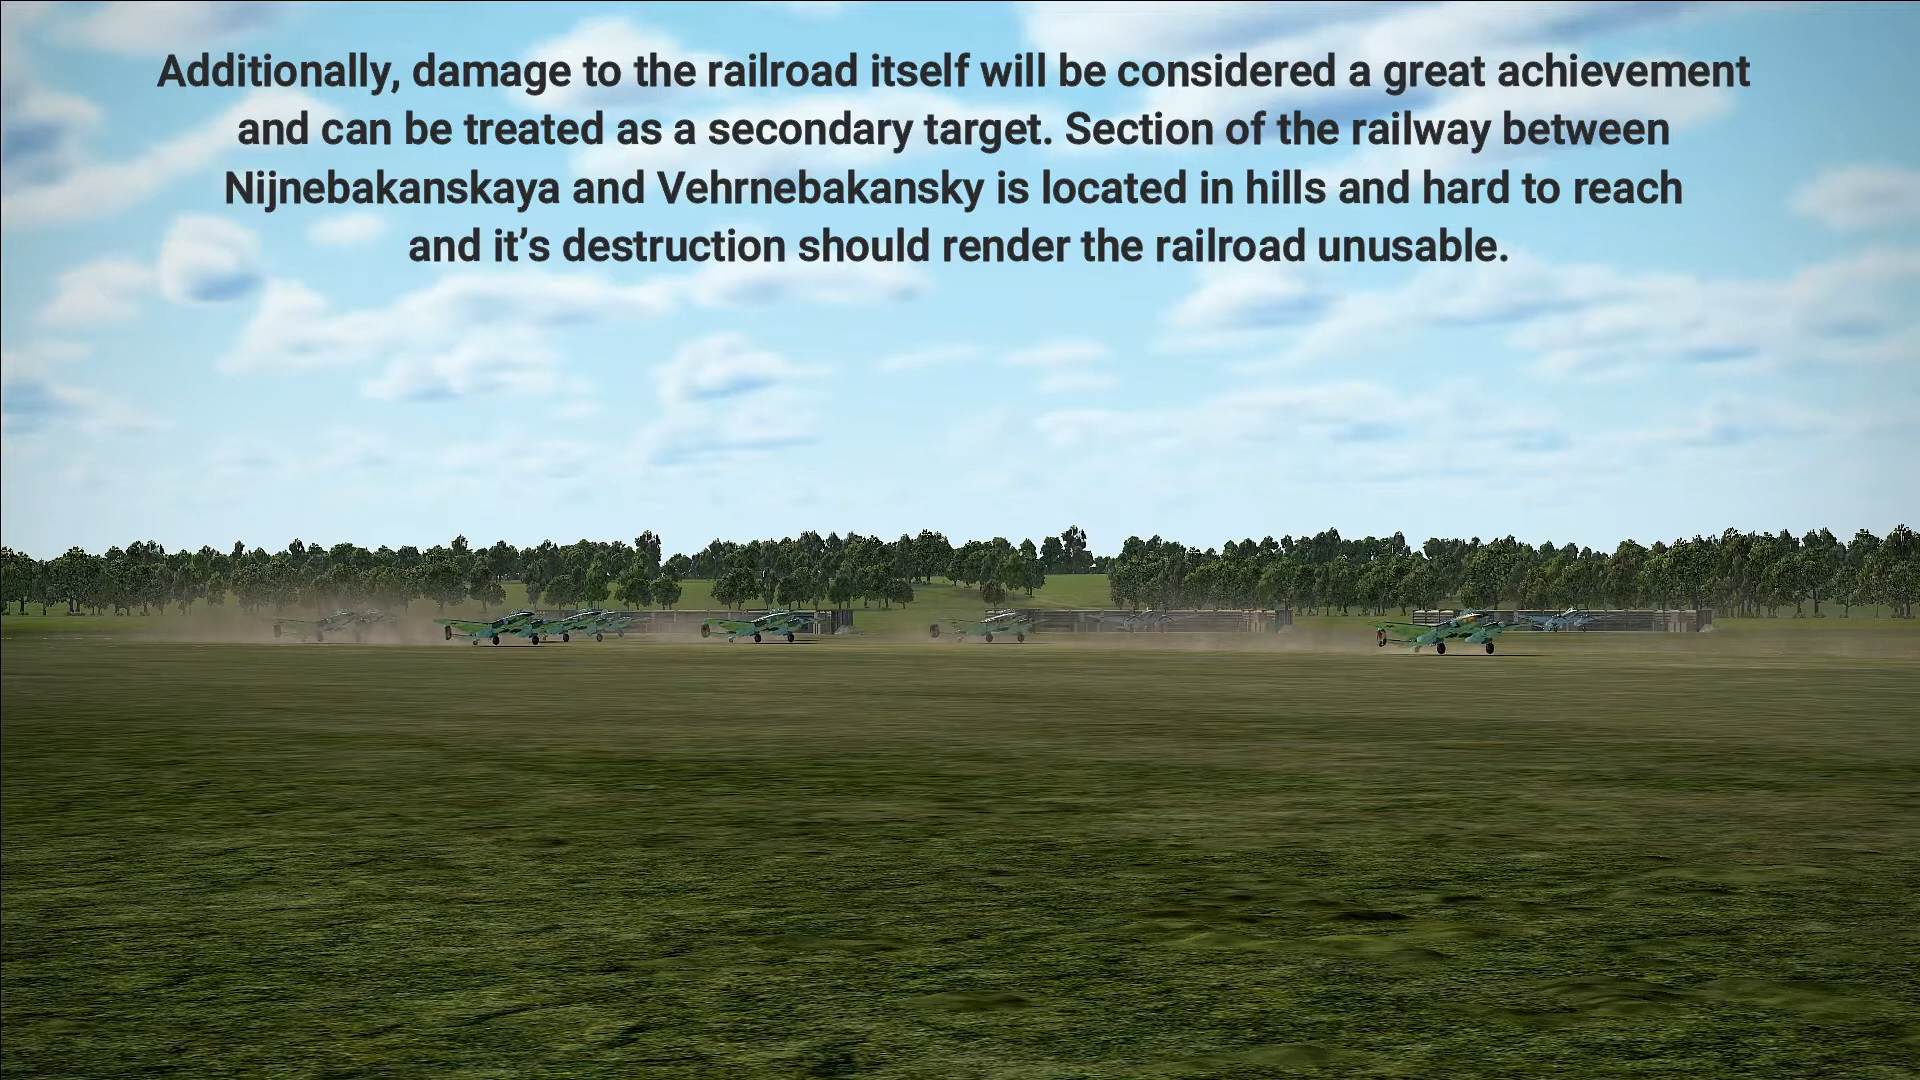 Additionally, damage to the railroad itself will be considered a great achievement
and can be treated as a secondary target. Section of the railway between
Nijnebakanskaya and Vehrnebakansky is located in hills and hard to reach
and it’s destruction should render the railroad unusable.